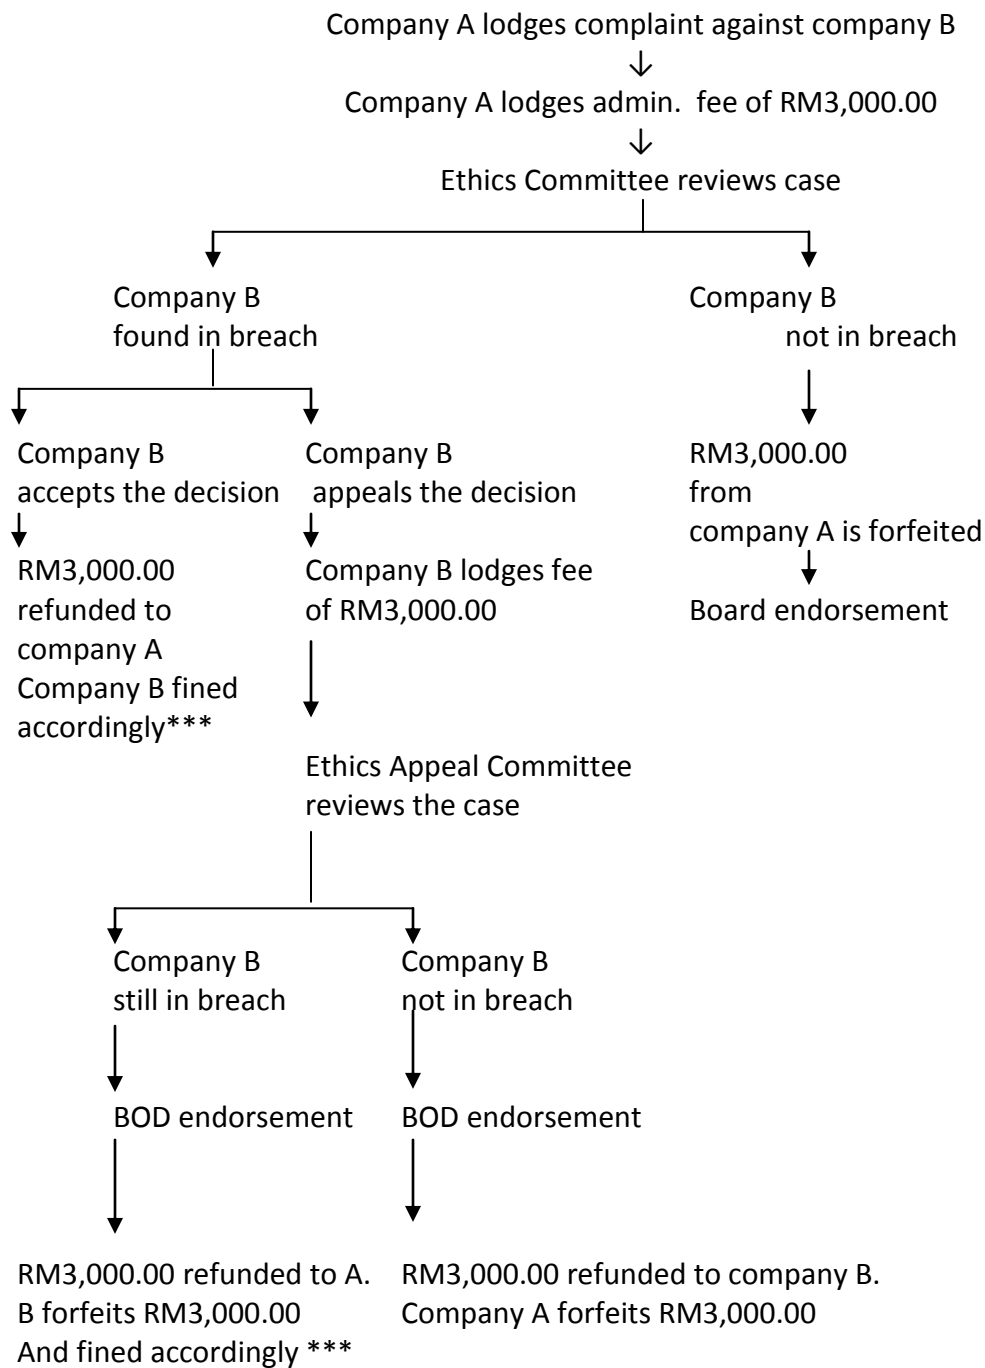 Company A lodges complaint against company B
Company A lodges admin. fee of RM3,000.00
Ethics Committee reviews case
Company B
found in breach
Company B
not in breach
Company B
accepts the decision
Company B
appeals the decision
RM3,000.00
from
company A is forfeited
RM3,000.00
refunded to
company A
Company B fined
accordingly***
Company B lodges fee
of RM3,000.00
Board endorsement
Ethics Appeal Committee
reviews the case
Company B
still in breach
Company B
not in breach
BOD endorsement
BOD endorsement
RM3,000.00 refunded to A.
B forfeits RM3,000.00
And fined accordingly ***
RM3,000.00 refunded to company B.
Company A forfeits RM3,000.00